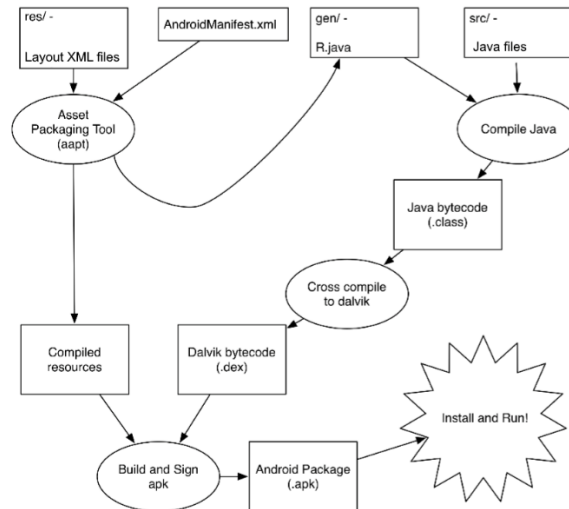 res/ -
Layout XML files
AndroidManifest.xml
gen/ -
R.java
src/ -
Java files
Asset
Packaging Tool
(aapt)
Compile Java
Java bytecode
(.class)
Cross compile
to dalvik
Compiled
resources
Dalvik bytecode
(.dex)
Install and Run!
Build and Sign
apk
Android Package
(.apk)